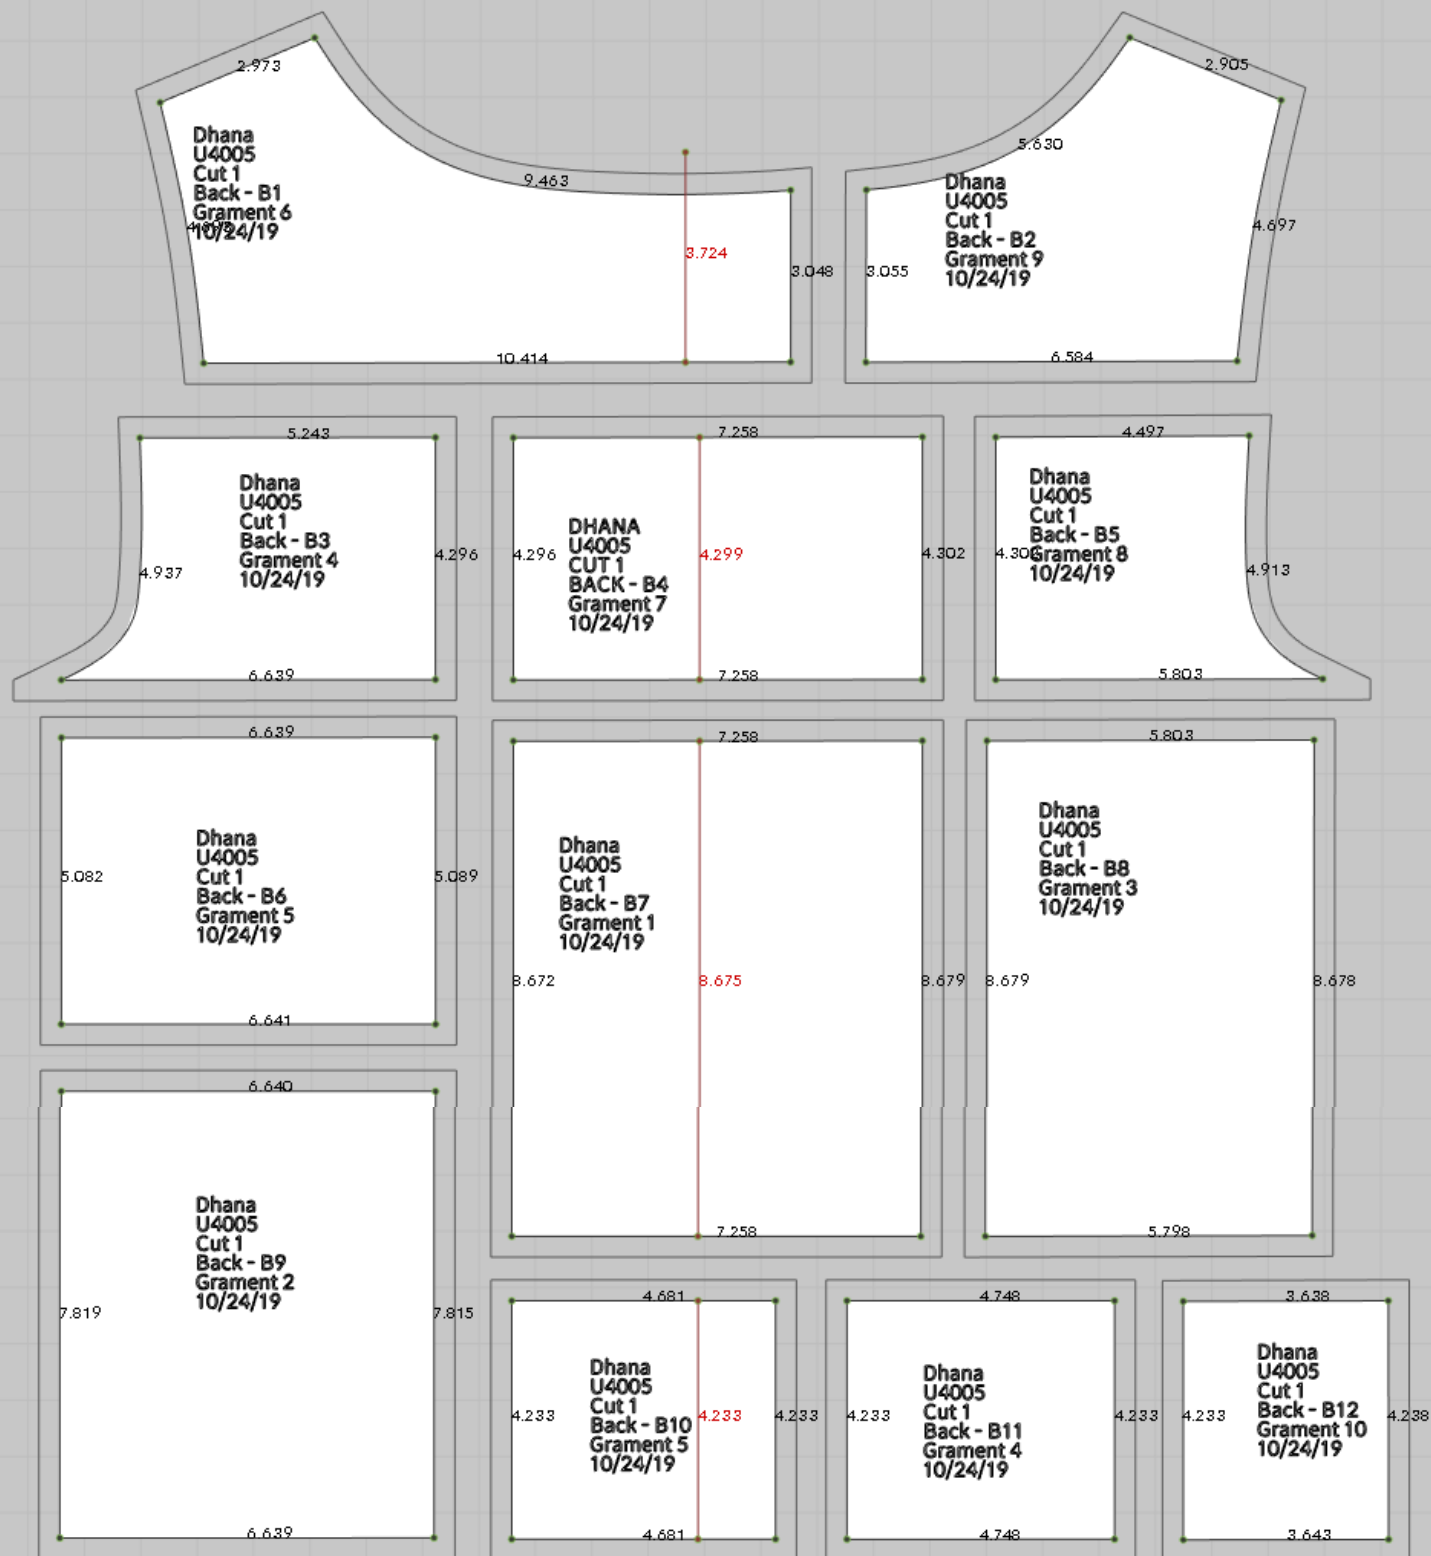 2.973
Dhana
U4005
Cut 1
Back - B1
Grament 6
10/24/19
9.463
3.724
3.048
10.414
2.905
5.630
Dhana
U4005
Cut 1
Back - B2
Grament 9
10/24/19
4.697
3.055
6.584
5.243
Dhana
U4005
Cut 1
Back - B3
Grament 4
10/24/19
4.937
4.296
6.639
7.258
4.296
DHANA
U4005
CUT 1
BACK - B4
Grament 7
10/24/19
4.299
4.302
7.258
4.497
Dhana
U4005
Cut 1
Back - B5
Grament 8
10/24/19
4.913
5.803
6.639
5.082
Dhana
U4005
Cut 1
Back - B6
Grament 5
10/24/19
5.089
6.641
7.258
Dhana
U4005
Cut 1
Back - B7
Grament 1
10/24/19
8.672
8.675
8.679
7.258
5.803
Dhana
U4005
Cut 1
Back - B8
Grament 3
10/24/19
8.679
8.678
5.798
6.640
Dhana
U4005
Cut 1
Back - B9
Grament 2
10/24/19
7.819
7.815
6.639
4.681
Dhana
U4005
Cut 1
Back - B10
Grament 5
10/24/19
4.233
4.233
4.233
4.681
4.748
Dhana
U4005
Cut 1
Back - B11
Grament 4
10/24/19
4.233
4.233
4.748
3.638
Dhana
U4005
Cut 1
Back - B12
Grament 10
10/24/19
4.233
4.238
3.643